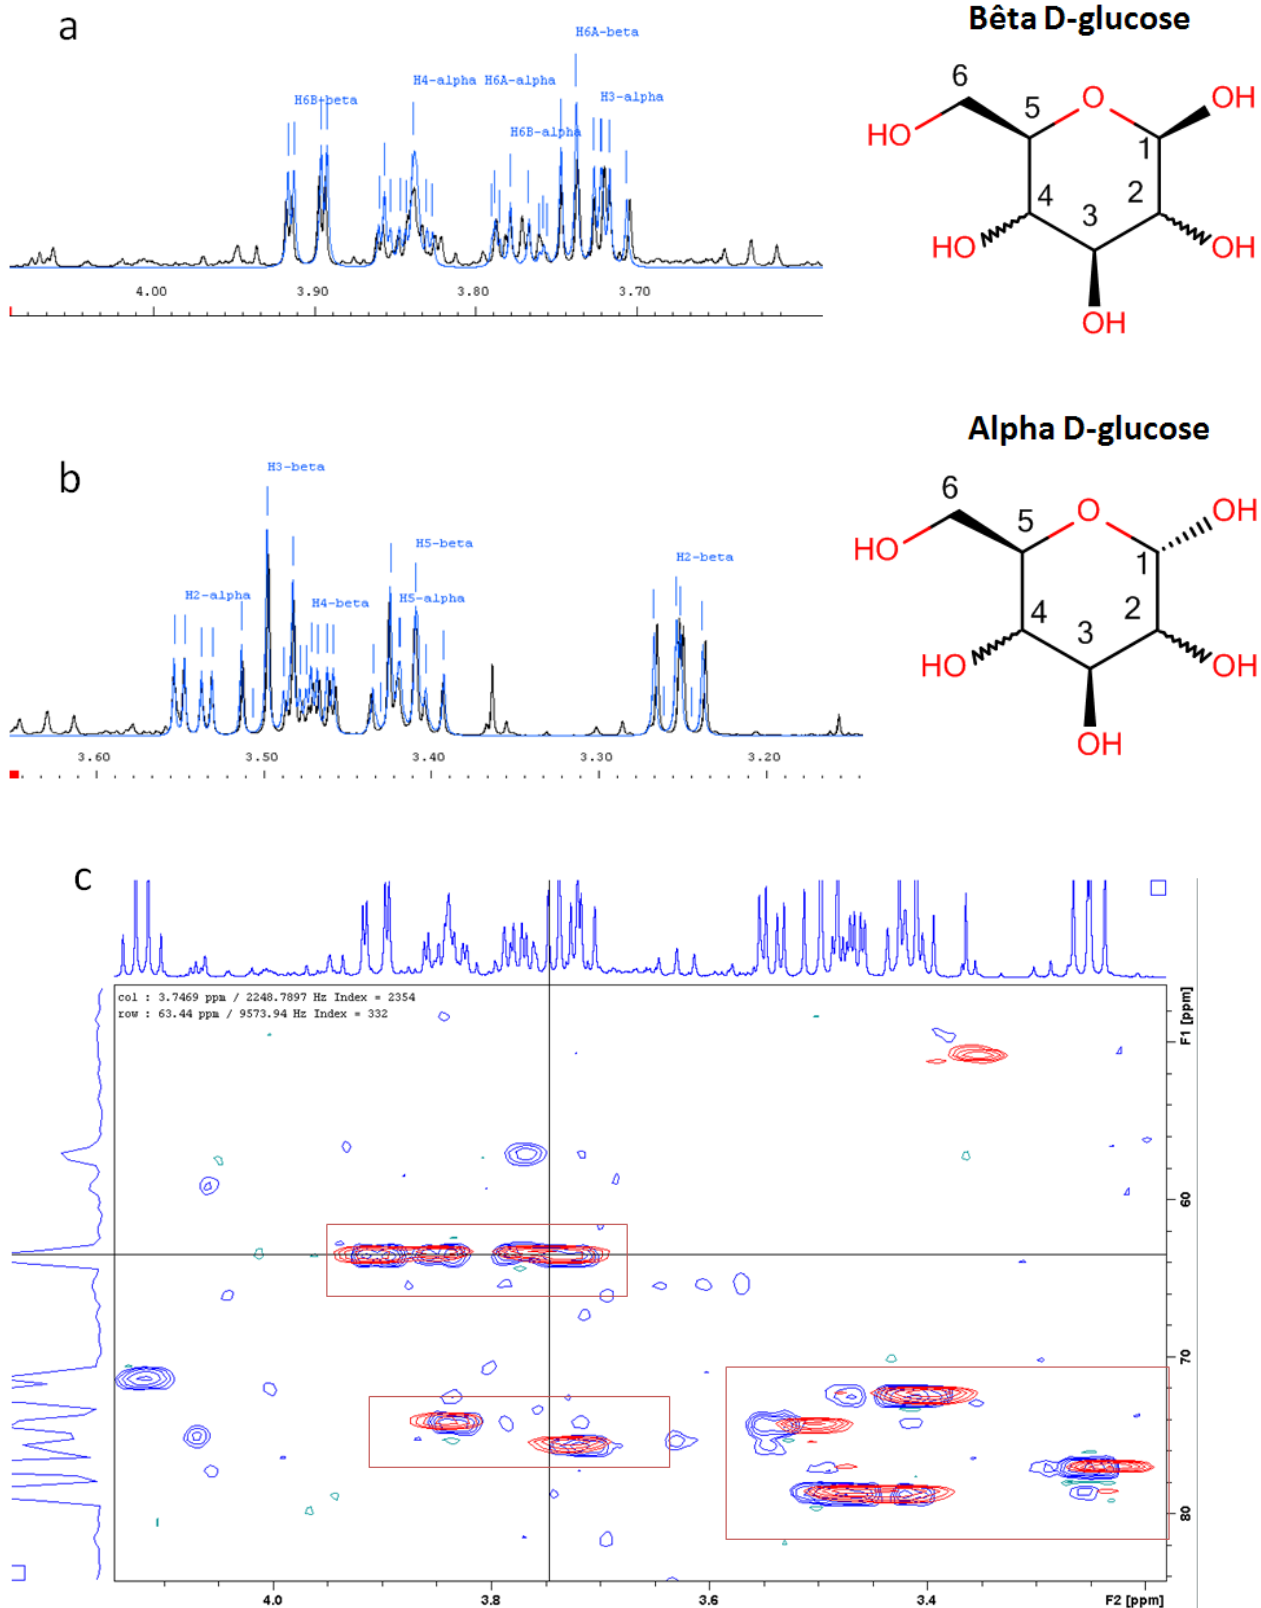 a
Bêta D-glucose
H6A-beta
H4-alpha H6A-alpha
H6B-beta
H3-alpha
H6B-alpha
4.00 3.90 3.80 3.70
6
5
O
OH
HO
1
4
2
3
HO
OH
OH
Alpha D-glucose
b
H3-beta
H5-beta
H2-beta
H2-alpha
H4-beta
H5-alpha
3.60 3.50 3.40 3.30 3.20
6
5
O
OH
HO
1
4
2
3
HO
OH
OH
c
col : 3.7469 ppm / 2248.7897 Hz Index = 2354
row : 63.44 ppm / 9573.94 Hz Index = 332
F1 [ppm]
60
70
80
4.0 3.8 3.6 3.4 F2 [ppm]